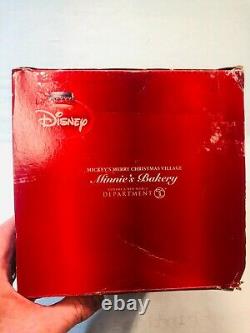 Disney
MICKEY'S MERRY CHRISTMAS VILLAGE
Minnie's Bakery
DEPARTMENT 56